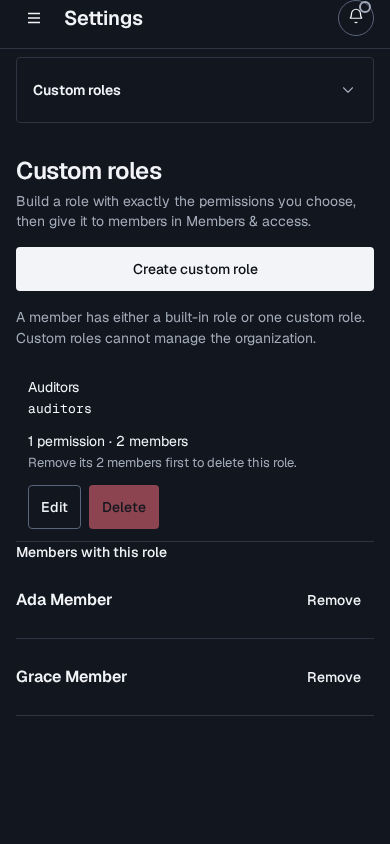 Settings
Custom roles
Custom roles
Build a role with exactly the permissions you choose,
then give it to members in Members & access.
Create custom role
A member has either a built-in role or one custom role.
Custom roles cannot manage the organization.
Auditors
auditors
1 permission · 2 members
Remove its 2 members first to delete this role.
Edit
Delete
Members with this role
Ada Member
Remove
Grace Member
Remove